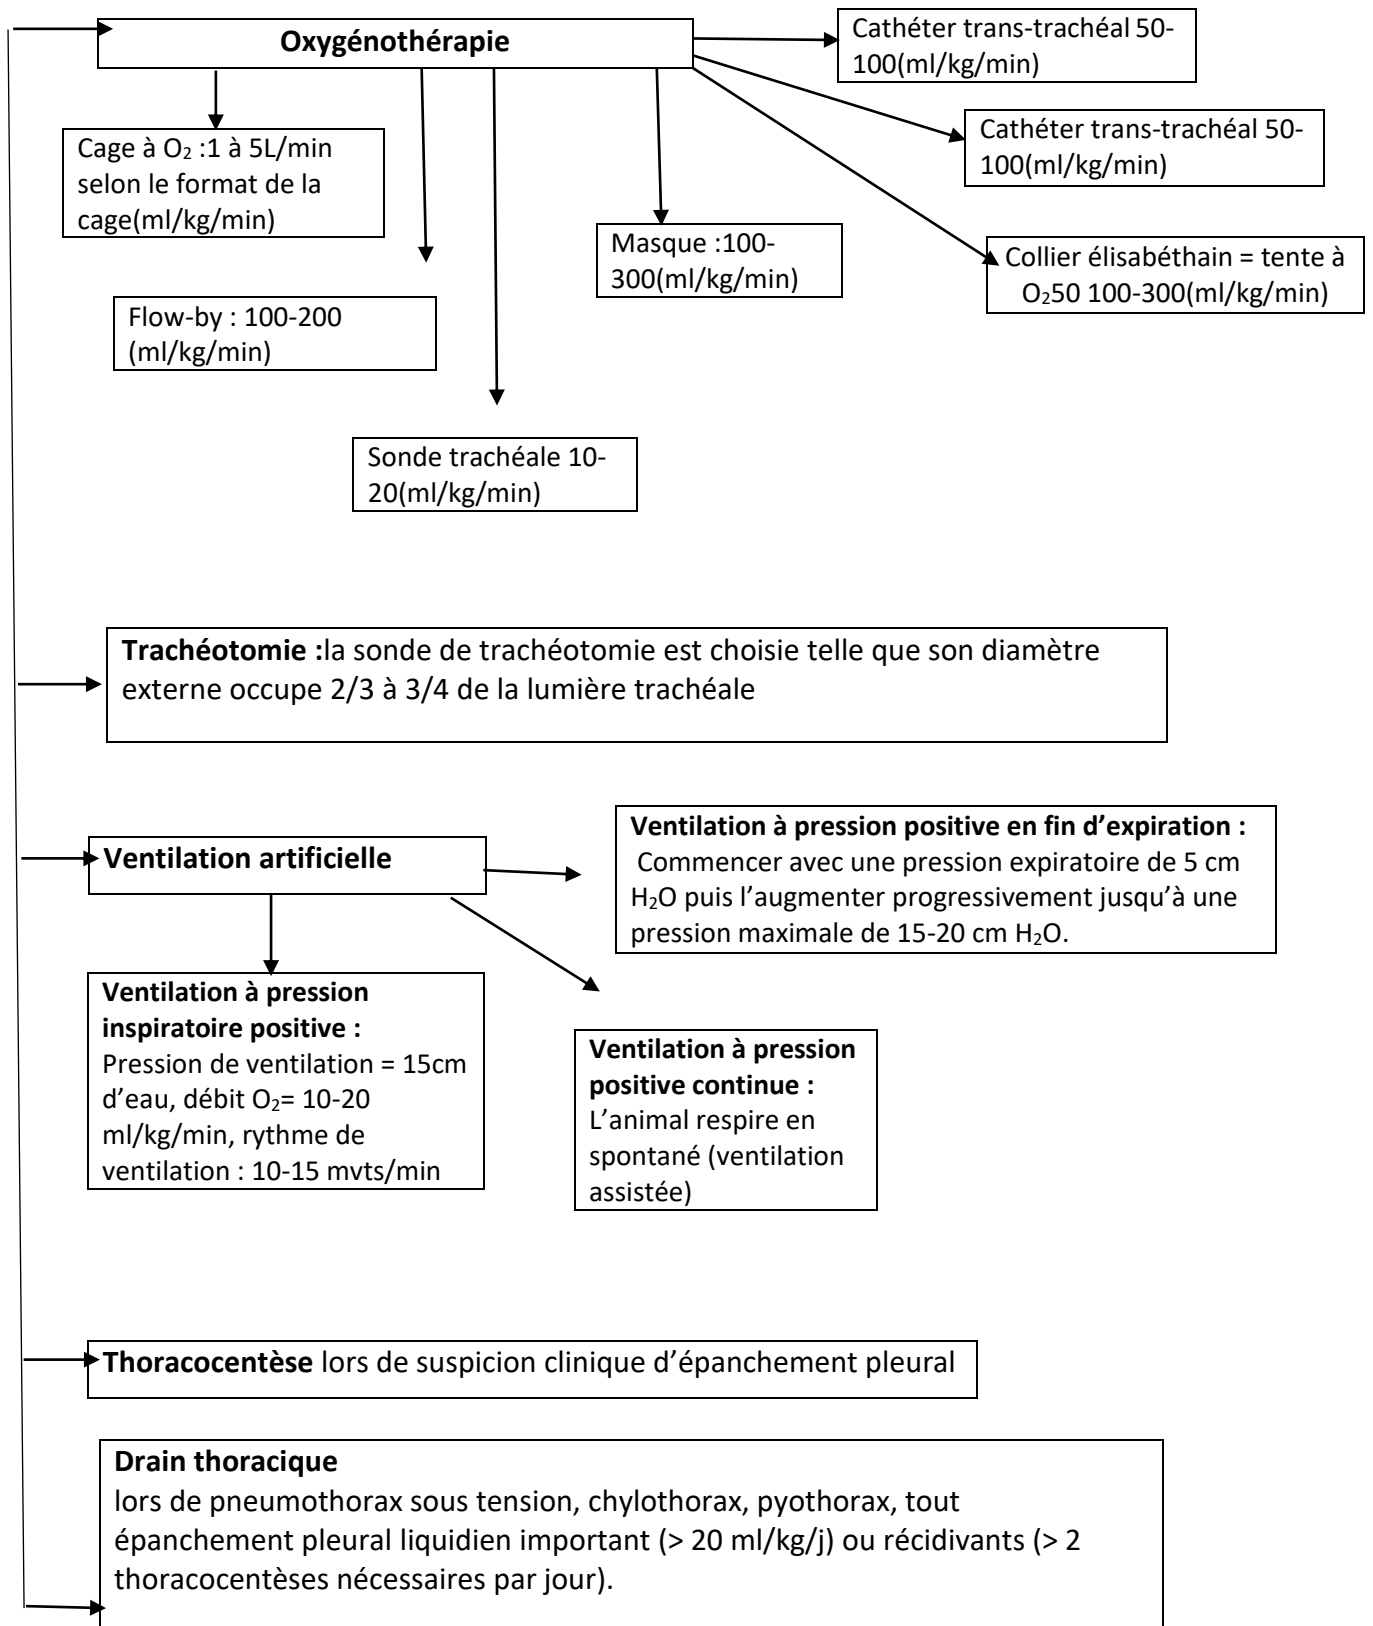 Oxygénothérapie
Cathéter trans-trachéal 50-
100(ml/kg/min)
Cathéter trans-trachéal 50-
100(ml/kg/min)
Cage à O₂ :1 à 5L/min
selon le format de la
cage(ml/kg/min)
Masque :100-
300(ml/kg/min)
Collier élisabéthain = tente à
O₂50 100-300(ml/kg/min)
Flow-by : 100-200
(ml/kg/min)
Sonde trachéale 10-
20(ml/kg/min)
Trachéotomie :la sonde de trachéotomie est choisie telle que son diamètre
externe occupe 2/3 à 3/4 de la lumière trachéale
Ventilation artificielle
Ventilation à pression positive en fin d’expiration :
Commencer avec une pression expiratoire de 5 cm
H₂O puis l’augmenter progressivement jusqu’à une
pression maximale de 15-20 cm H₂O.
Ventilation à pression
inspiratoire positive :
Pression de ventilation = 15cm
d’eau, débit O₂= 10-20
ml/kg/min, rythme de
ventilation : 10-15 mvts/min
Ventilation à pression
positive continue :
L’animal respire en
spontané (ventilation
assistée)
Thoracocentèse lors de suspicion clinique d’épanchement pleural
Drain thoracique
lors de pneumothorax sous tension, chylothorax, pyothorax, tout
épanchement pleural liquidien important (> 20 ml/kg/j) ou récidivants (> 2
thoracocentèses nécessaires par jour).